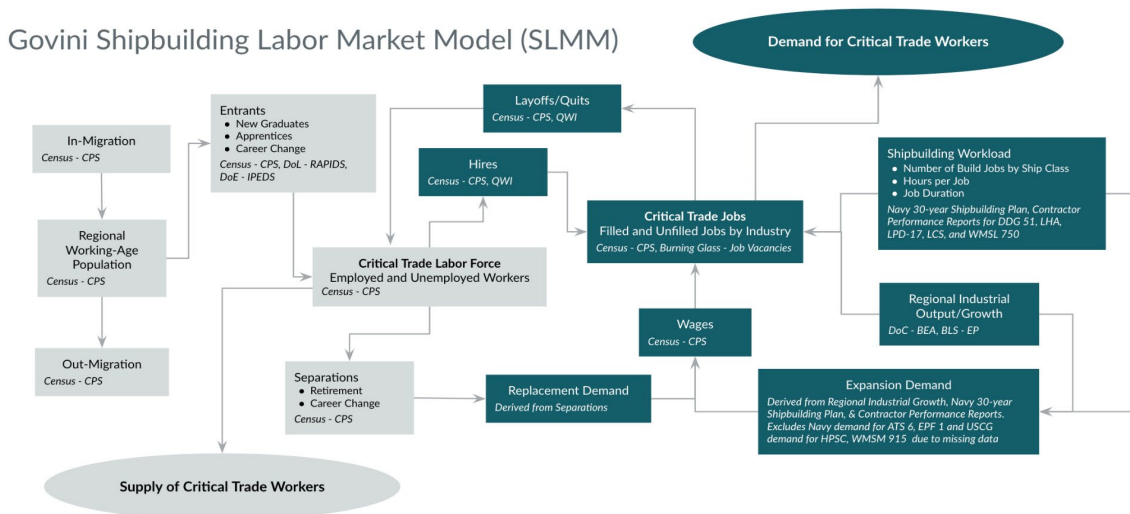 Govini Shipbuilding Labor Market Model (SLMM)
Demand for Critical Trade Workers
In-Migration
Census - CPS
Regional
Working-Age
Population
Census - CPS
Out-Migration
Census - CPS
Entrants
● New Graduates
● Apprentices
● Career Change
Census - CPS, DoL - RAPIDS,
DoE - IPEDS
Layoffs/Quits
Census - CPS, QWI
Hires
Census - CPS, QWI
Critical Trade Labor Force
Employed and Unemployed Workers
Census - CPS
Separations
● Retirement
● Career Change
Census - CPS
Replacement Demand
Derived from Separations
Critical Trade Jobs
Filled and Unfilled Jobs by Industry
Census - CPS, Burning Glass - Job Vacancies
Wages
Census - CPS
Shipbuilding Workload
● Number of Build Jobs by Ship Class
● Hours per Job
● Job Duration
Navy 30-year Shipbuilding Plan, Contractor
Performance Reports for DDG 51, LHA,
LPD-17, LCS, and WMSL 750
Regional Industrial
Output/Growth
DoC - BEA, BLS - EP
Expansion Demand
Derived from Regional Industrial Growth, Navy 30-year
Shipbuilding Plan, & Contractor Performance Reports.
Excludes Navy demand for ATS 6, EPF 1 and USCG
demand for HPSC, WMSM 915 due to missing data
Supply of Critical Trade Workers